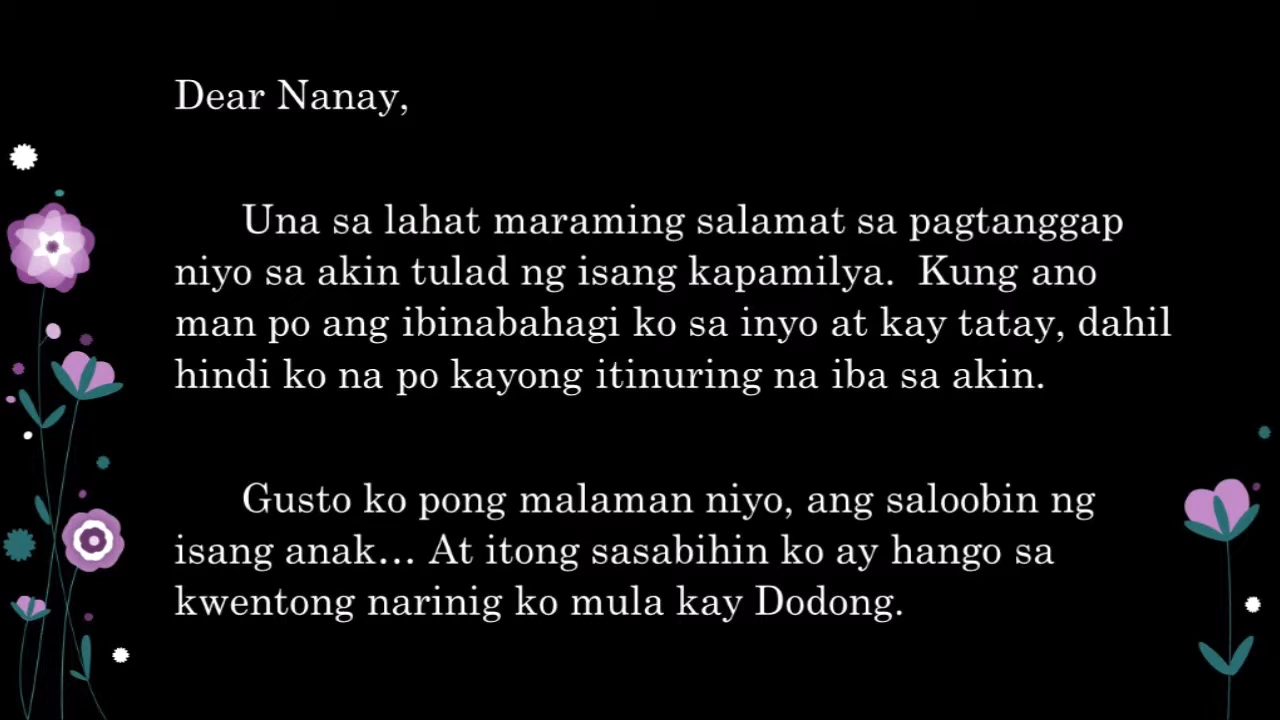 Dear Nanay,
Una sa lahat maraming salamat sa pagtanggap
niyo sa akin tulad ng isang kapamilya.  Kung ano
man po ang ibinabahagi ko sa inyo at kay tatay, dahil
hindi ko na po kayong itinuring na iba sa akin.
Gusto ko pong malaman niyo, ang saloobin ng
isang anak… At itong sasabihin ko ay hango sa
kwentong narinig ko mula kay Dodong.